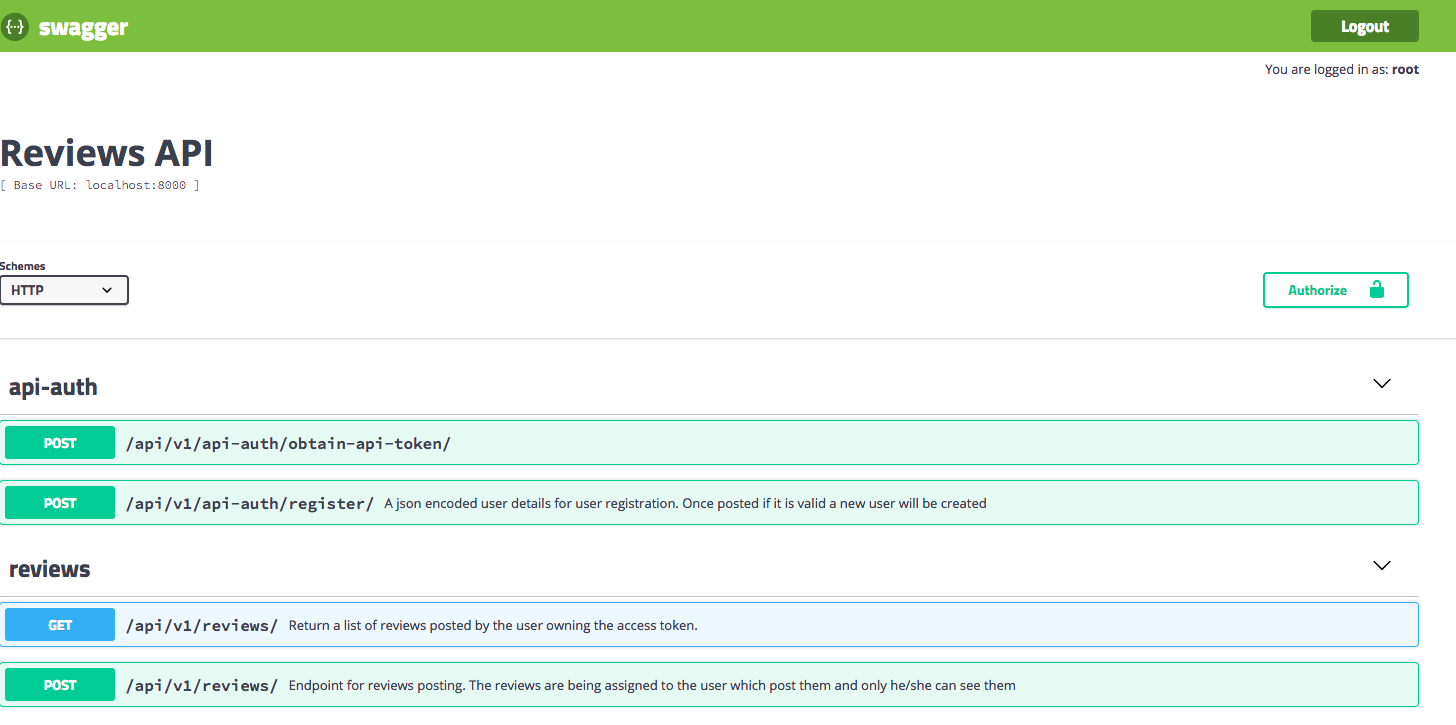 {···} swagger Logout
You are logged in as: root
Reviews API
[ Base URL: localhost:8000 ]
Schemes
HTTP Authorize
api-auth
POST /api/v1/api-auth/obtain-api-token/
POST /api/v1/api-auth/register/ A json encoded user details for user registration. Once posted if it is valid a new user will be created
reviews
GET /api/v1/reviews/ Return a list of reviews posted by the user owning the access token.
POST /api/v1/reviews/ Endpoint for reviews posting. The reviews are being assigned to the user which post them and only he/she can see them